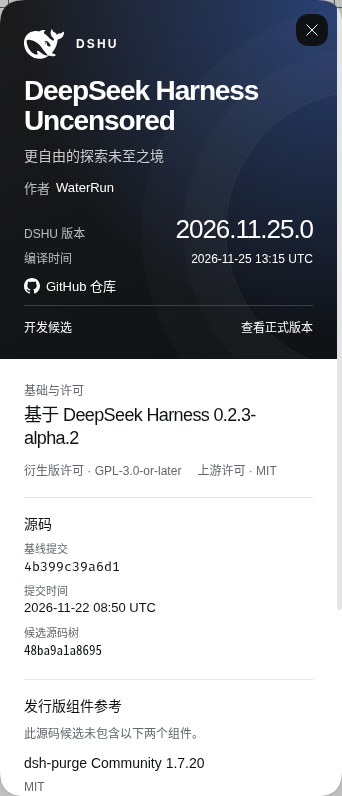 DSHU
DeepSeek Harness
Uncensored
更自由的探索未至之境
作者 WaterRun
DSHU 版本 2026.11.25.0
编译时间 2026-11-25 13:15 UTC
GitHub 仓库
开发候选 查看正式版本
基础与许可
基于 DeepSeek Harness 0.2.3-
alpha.2
衍生版许可 · GPL-3.0-or-later 上游许可 · MIT
源码
基线提交
4b399c39a6d1
提交时间
2026-11-22 08:50 UTC
候选源码树
48ba9a1a8695
发行版组件参考
此源码候选未包含以下两个组件。
dsh-purge Community 1.7.20
MIT